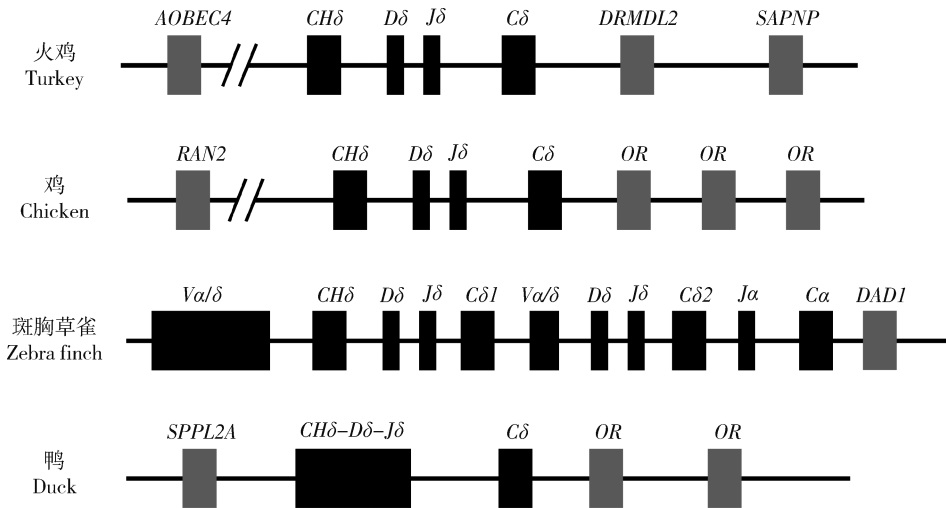 AOBEC4 CHδ Dδ Jδ Cδ DRMDL2 SAPNP
火鸡
Turkey
RAN2 CHδ Dδ Jδ Cδ OR OR OR
鸡
Chicken
Vα/δ CHδ Dδ Jδ Cδ1 Vα/δ Dδ Jδ Cδ2 Jα Cα DAD1
斑胸草雀
Zebra finch
SPPL2A CHδ-Dδ-Jδ Cδ OR OR
鸭
Duck